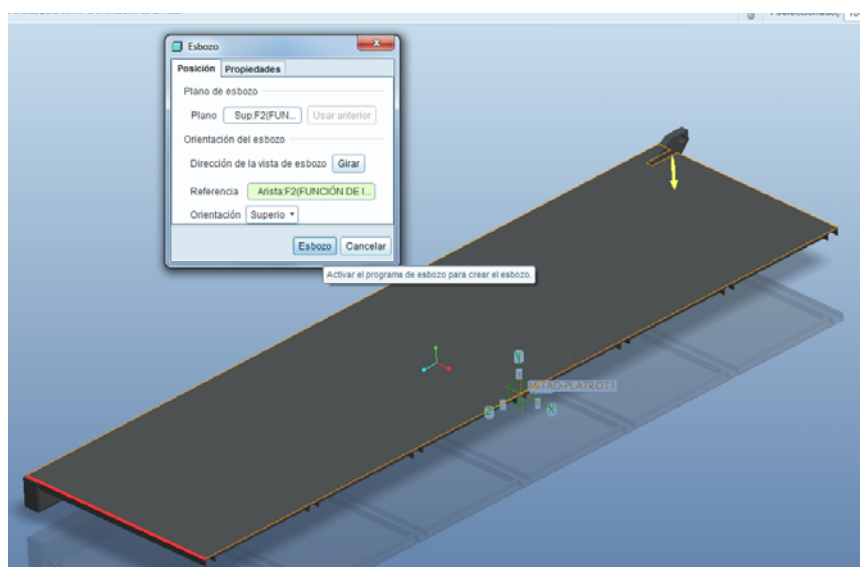 Esbozo
Posición Propiedades
Plano de esbozo
Plano Sup:F2(FUN... Usar anterior
Orientación del esbozo
Dirección de la vista de esbozo Girar
Referencia Arista:F2(FUNCIÓN DE I...
Orientación Superio
Esbozo Cancelar
Activar el programa de esbozo para crear el esbozo.
Y
MITAD-PLATROT1
Z X